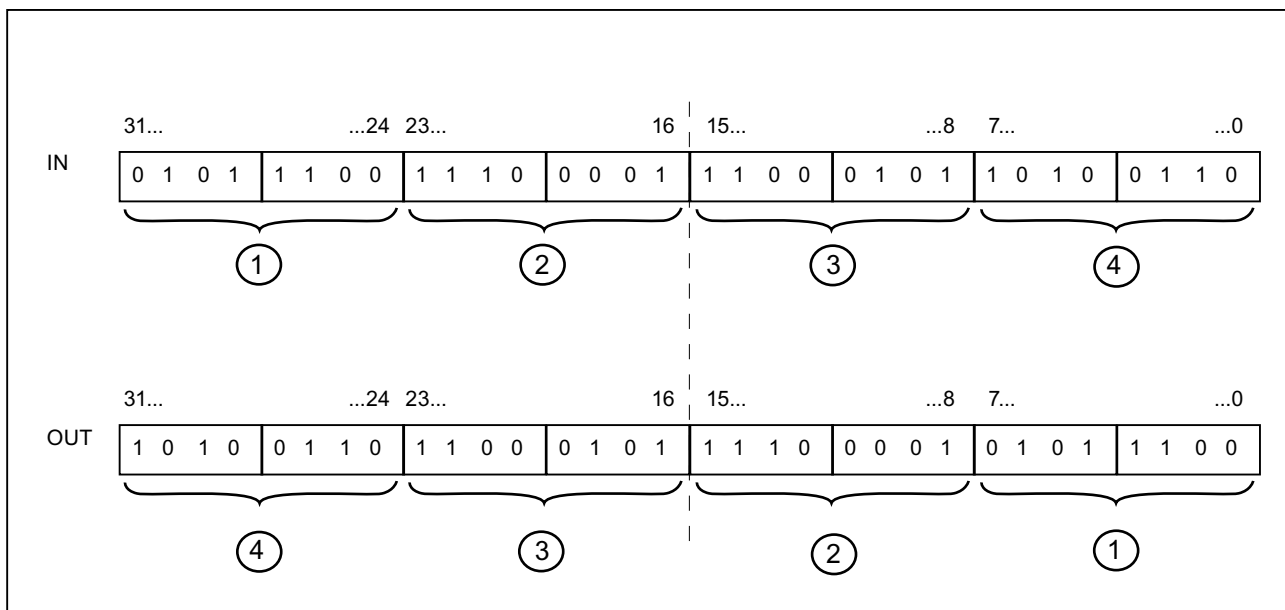 31... ...24 23... 16 15... ...8 7... ...0
IN 0 1 0 1 1 1 0 0 1 1 1 0 0 0 0 1 1 1 0 0 0 1 0 1 1 0 1 0 0 1 1 0
1 2 3 4
31... ...24 23... 16 15... ...8 7... ...0
OUT 1 0 1 0 0 1 1 0 1 1 0 0 0 1 0 1 1 1 1 0 0 0 0 1 0 1 0 1 1 1 0 0
4 3 2 1